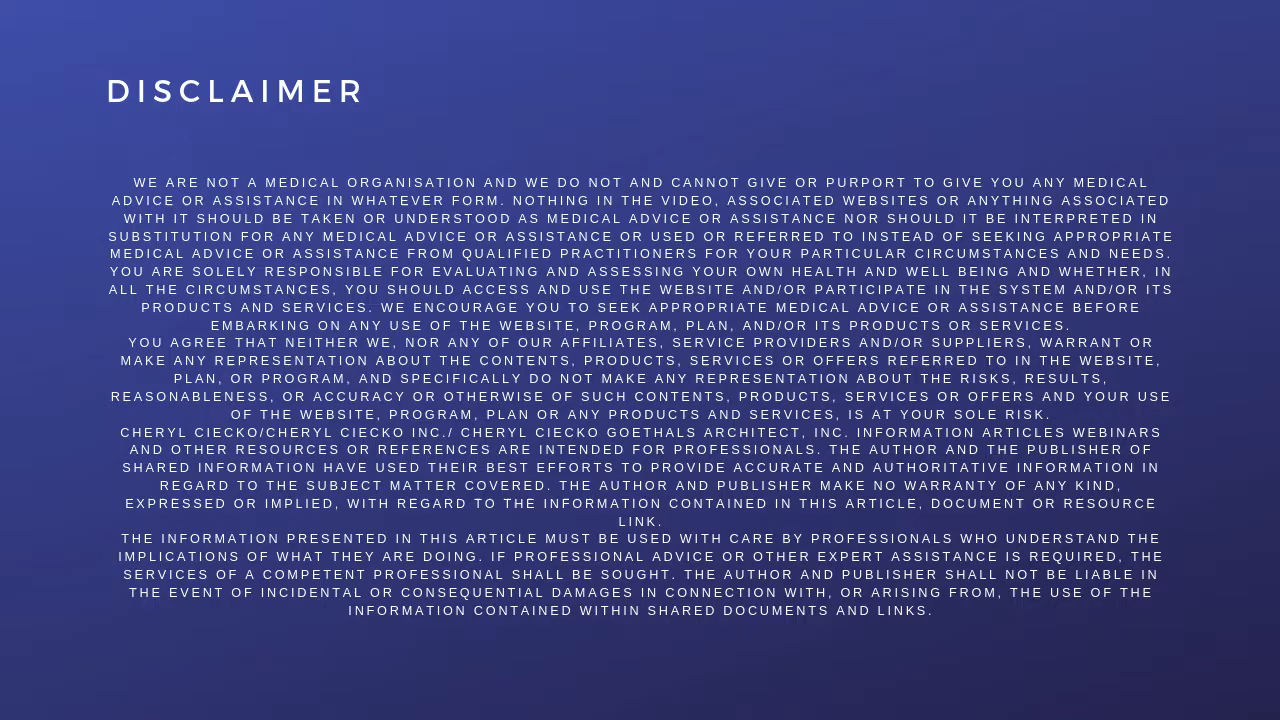 DISCLAIMER
WE ARE NOT A MEDICAL ORGANISATION AND WE DO NOT AND CANNOT GIVE OR PURPORT TO GIVE YOU ANY MEDICAL
ADVICE OR ASSISTANCE IN WHATEVER FORM. NOTHING IN THE VIDEO, ASSOCIATED WEBSITES OR ANYTHING ASSOCIATED
WITH IT SHOULD BE TAKEN OR UNDERSTOOD AS MEDICAL ADVICE OR ASSISTANCE NOR SHOULD IT BE INTERPRETED IN
SUBSTITUTION FOR ANY MEDICAL ADVICE OR ASSISTANCE OR USED OR REFERRED TO INSTEAD OF SEEKING APPROPRIATE
MEDICAL ADVICE OR ASSISTANCE FROM QUALIFIED PRACTITIONERS FOR YOUR PARTICULAR CIRCUMSTANCES AND NEEDS.
YOU ARE SOLELY RESPONSIBLE FOR EVALUATING AND ASSESSING YOUR OWN HEALTH AND WELL BEING AND WHETHER, IN
ALL THE CIRCUMSTANCES, YOU SHOULD ACCESS AND USE THE WEBSITE AND/OR PARTICIPATE IN THE SYSTEM AND/OR ITS
PRODUCTS AND SERVICES. WE ENCOURAGE YOU TO SEEK APPROPRIATE MEDICAL ADVICE OR ASSISTANCE BEFORE
EMBARKING ON ANY USE OF THE WEBSITE, PROGRAM, PLAN, AND/OR ITS PRODUCTS OR SERVICES.
YOU AGREE THAT NEITHER WE, NOR ANY OF OUR AFFILIATES, SERVICE PROVIDERS AND/OR SUPPLIERS, WARRANT OR
MAKE ANY REPRESENTATION ABOUT THE CONTENTS, PRODUCTS, SERVICES OR OFFERS REFERRED TO IN THE WEBSITE,
PLAN, OR PROGRAM, AND SPECIFICALLY DO NOT MAKE ANY REPRESENTATION ABOUT THE RISKS, RESULTS,
REASONABLENESS, OR ACCURACY OR OTHERWISE OF SUCH CONTENTS, PRODUCTS, SERVICES OR OFFERS AND YOUR USE
OF THE WEBSITE, PROGRAM, PLAN OR ANY PRODUCTS AND SERVICES, IS AT YOUR SOLE RISK.
CHERYL CIECKO/CHERYL CIECKO INC./ CHERYL CIECKO GOETHALS ARCHITECT, INC. INFORMATION ARTICLES WEBINARS
AND OTHER RESOURCES OR REFERENCES ARE INTENDED FOR PROFESSIONALS. THE AUTHOR AND THE PUBLISHER OF
SHARED INFORMATION HAVE USED THEIR BEST EFFORTS TO PROVIDE ACCURATE AND AUTHORITATIVE INFORMATION IN
REGARD TO THE SUBJECT MATTER COVERED. THE AUTHOR AND PUBLISHER MAKE NO WARRANTY OF ANY KIND,
EXPRESSED OR IMPLIED, WITH REGARD TO THE INFORMATION CONTAINED IN THIS ARTICLE, DOCUMENT OR RESOURCE
LINK.
THE INFORMATION PRESENTED IN THIS ARTICLE MUST BE USED WITH CARE BY PROFESSIONALS WHO UNDERSTAND THE
IMPLICATIONS OF WHAT THEY ARE DOING. IF PROFESSIONAL ADVICE OR OTHER EXPERT ASSISTANCE IS REQUIRED, THE
SERVICES OF A COMPETENT PROFESSIONAL SHALL BE SOUGHT. THE AUTHOR AND PUBLISHER SHALL NOT BE LIABLE IN
THE EVENT OF INCIDENTAL OR CONSEQUENTIAL DAMAGES IN CONNECTION WITH, OR ARISING FROM, THE USE OF THE
INFORMATION CONTAINED WITHIN SHARED DOCUMENTS AND LINKS.